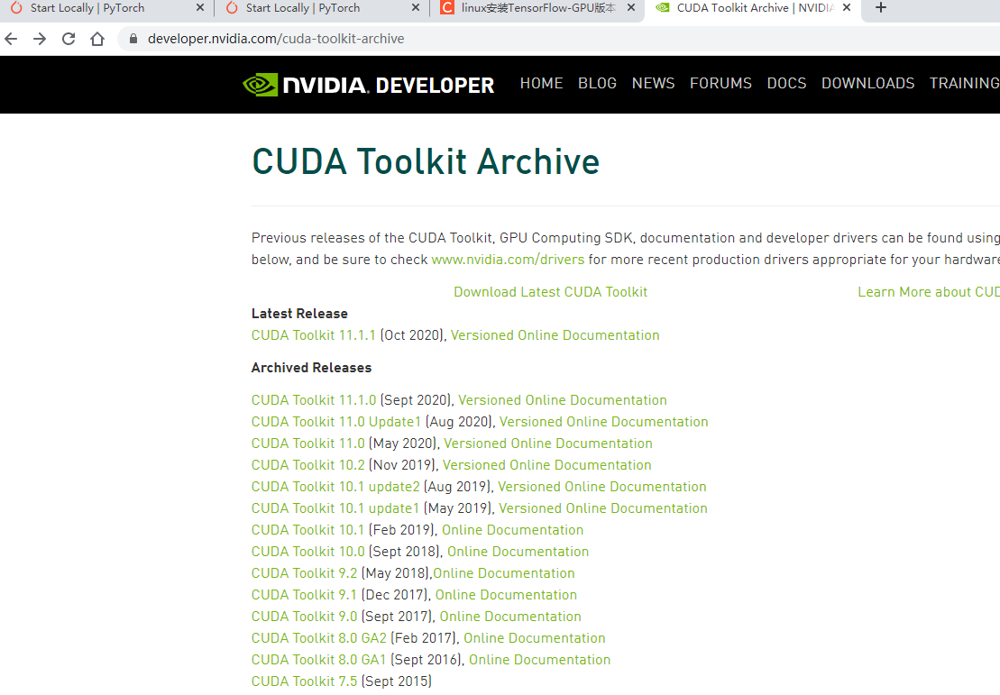 Start Locally | PyTorch Start Locally | PyTorch linux安装TensorFlow-GPU版本 CUDA Toolkit Archive | NVIDIA
developer.nvidia.com/cuda-toolkit-archive
NVIDIA. DEVELOPER HOME BLOG NEWS FORUMS DOCS DOWNLOADS TRAINING
CUDA Toolkit Archive
Previous releases of the CUDA Toolkit, GPU Computing SDK, documentation and developer drivers can be found using
below, and be sure to check www.nvidia.com/drivers for more recent production drivers appropriate for your hardware
Download Latest CUDA Toolkit Learn More about CUD
Latest Release
CUDA Toolkit 11.1.1 (Oct 2020), Versioned Online Documentation
Archived Releases
CUDA Toolkit 11.1.0 (Sept 2020), Versioned Online Documentation
CUDA Toolkit 11.0 Update1 (Aug 2020), Versioned Online Documentation
CUDA Toolkit 11.0 (May 2020), Versioned Online Documentation
CUDA Toolkit 10.2 (Nov 2019), Versioned Online Documentation
CUDA Toolkit 10.1 update2 (Aug 2019), Versioned Online Documentation
CUDA Toolkit 10.1 update1 (May 2019), Versioned Online Documentation
CUDA Toolkit 10.1 (Feb 2019), Online Documentation
CUDA Toolkit 10.0 (Sept 2018), Online Documentation
CUDA Toolkit 9.2 (May 2018),Online Documentation
CUDA Toolkit 9.1 (Dec 2017), Online Documentation
CUDA Toolkit 9.0 (Sept 2017), Online Documentation
CUDA Toolkit 8.0 GA2 (Feb 2017), Online Documentation
CUDA Toolkit 8.0 GA1 (Sept 2016), Online Documentation
CUDA Toolkit 7.5 (Sept 2015)